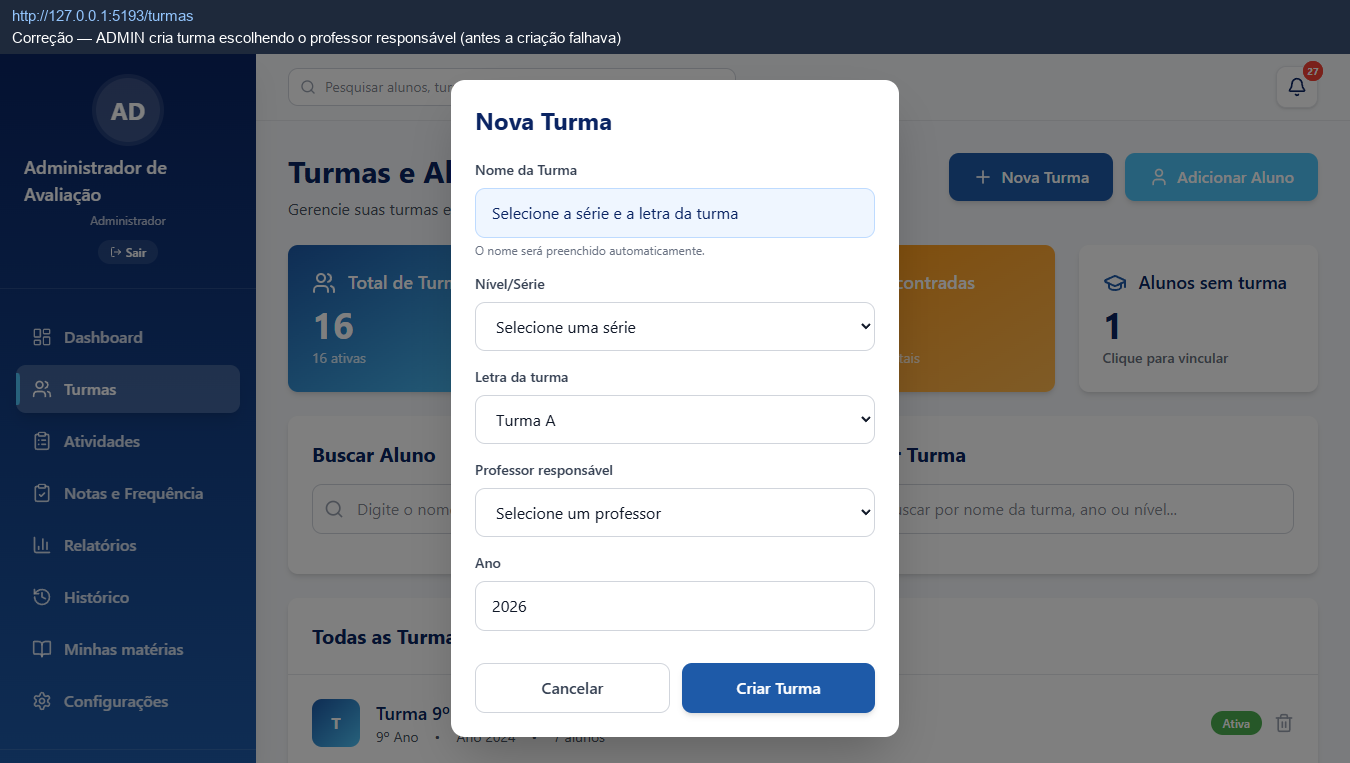 http://127.0.0.1:5193/turmas
Correção — ADMIN cria turma escolhendo o professor responsável (antes a criação falhava)
AD
Administrador de
Avaliação
Administrador
Sair
Dashboard
Turmas
Atividades
Notas e Frequência
Relatórios
Histórico
Minhas matérias
Configurações
Pesquisar alunos, tur
27
Turmas e Al
Gerencie suas turmas e
Nova Turma
Adicionar Aluno
Total de Turm
16
16 ativas
contradas
tais
Alunos sem turma
1
Clique para vincular
Buscar Aluno
Digite o nom
r Turma
uscar por nome da turma, ano ou nível...
Todas as Turma
T
Turma 9º
9º Ano • Ano 2024 • 7 alunos
Ativa
Nova Turma
Nome da Turma
Selecione a série e a letra da turma
O nome será preenchido automaticamente.
Nível/Série
Selecione uma série
Letra da turma
Turma A
Professor responsável
Selecione um professor
Ano
2026
Cancelar
Criar Turma